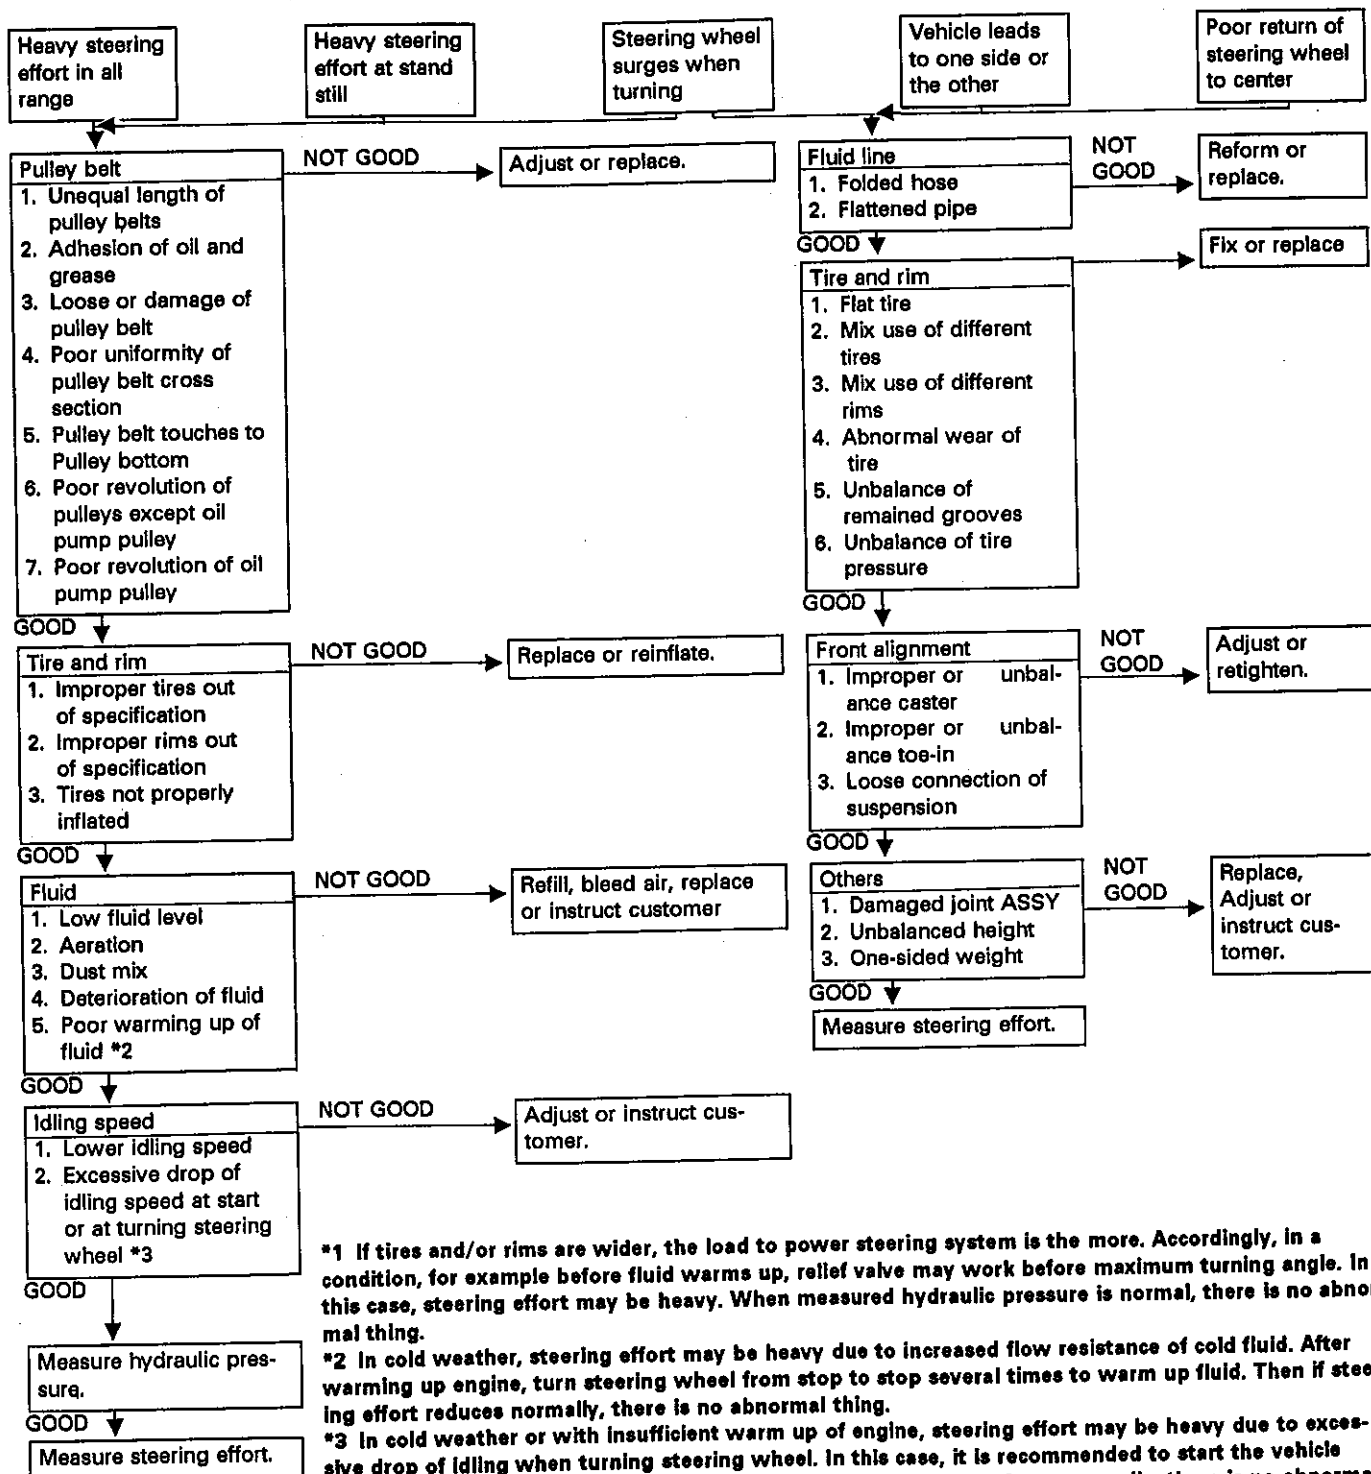 Heavy steering
effort in all
range
Heavy steering
effort at stand
still
Steering wheel
surges when
turning
Vehicle leads
to one side or
the other
Poor return of
steering wheel
to center
Pulley belt
1. Unequal length of
pulley belts
2. Adhesion of oil and
grease
3. Loose or damage of
pulley belt
4. Poor uniformity of
pulley belt cross
section
5. Pulley belt touches to
Pulley bottom
6. Poor revolution of
pulleys except oil
pump pulley
7. Poor revolution of oil
pump pulley
NOT GOOD
Adjust or replace.
GOOD
Tire and rim
1. Improper tires out
of specification
2. Improper rims out
of specification
3. Tires not properly
inflated
NOT GOOD
Replace or reinflate.
GOOD
Fluid
1. Low fluid level
2. Aeration
3. Dust mix
4. Deterioration of fluid
5. Poor warming up of
fluid *2
NOT GOOD
Refill, bleed air, replace
or instruct customer
GOOD
Idling speed
1. Lower idling speed
2. Excessive drop of
idling speed at start
or at turning steering
wheel *3
NOT GOOD
Adjust or instruct cus-
tomer.
GOOD
Measure hydraulic pres-
sure.
GOOD
Measure steering effort.
Fluid line
1. Folded hose
2. Flattened pipe
NOT
GOOD
Reform or
replace.
GOOD
Tire and rim
1. Flat tire
2. Mix use of different
tires
3. Mix use of different
rims
4. Abnormal wear of
tire
5. Unbalance of
remained grooves
6. Unbalance of tire
pressure
Fix or replace
GOOD
Front alignment
1. Improper or unbal-
ance caster
2. Improper or unbal-
ance toe-in
3. Loose connection of
suspension
NOT
GOOD
Adjust or
retighten.
GOOD
Others
1. Damaged joint ASSY
2. Unbalanced height
3. One-sided weight
NOT
GOOD
Replace,
Adjust or
instruct cus-
tomer.
GOOD
Measure steering effort.
*1 If tires and/or rims are wider, the load to power steering system is the more. Accordingly, in a
condition, for example before fluid warms up, relief valve may work before maximum turning angle. In
this case, steering effort may be heavy. When measured hydraulic pressure is normal, there is no abnor
mal thing.
*2 In cold weather, steering effort may be heavy due to increased flow resistance of cold fluid. After
warming up engine, turn steering wheel from stop to stop several times to warm up fluid. Then if stee
ing effort reduces normally, there is no abnormal thing.
*3 In cold weather or with insufficient warm up of engine, steering effort may be heavy due to exces-
sive drop of idling when turning steering wheel. In this case, it is recommended to start the vehicle